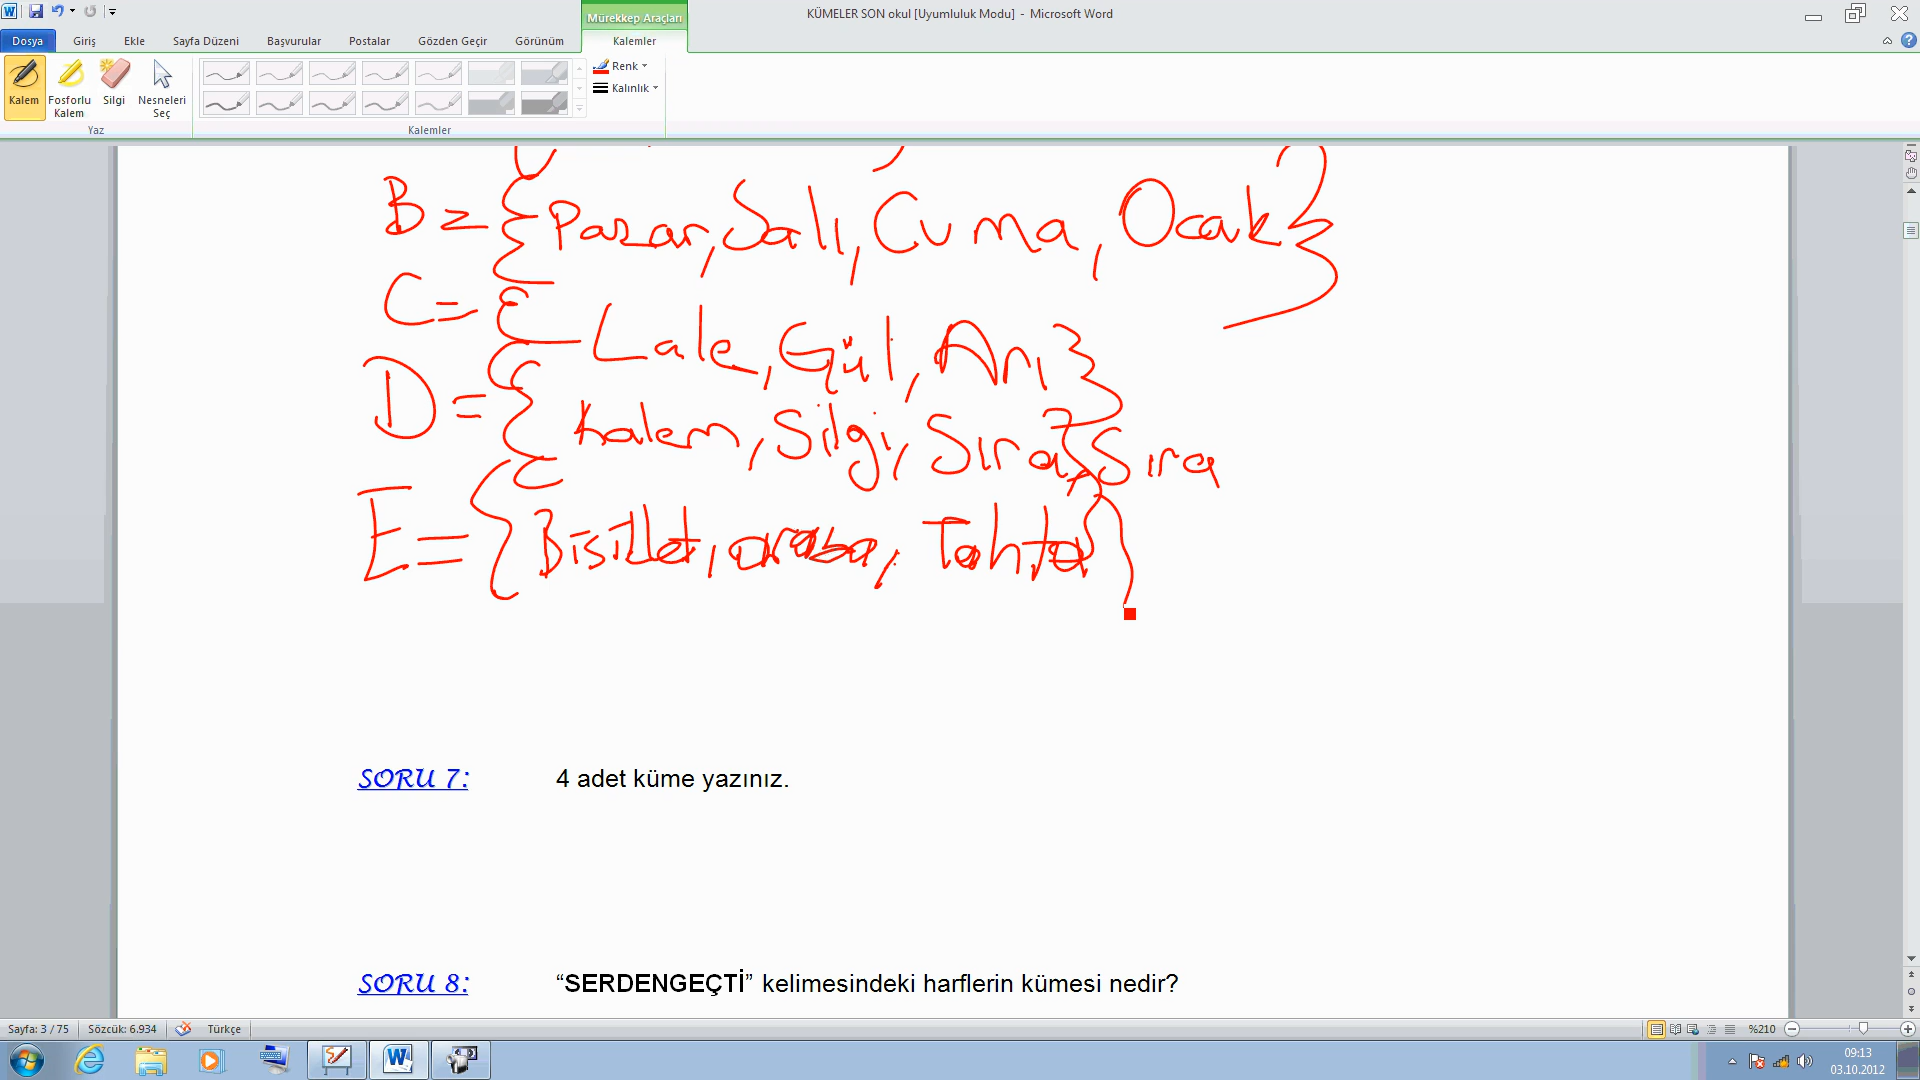 Mürekkep Araçları
KÜMELER SON okul [Uyumluluk Modu] - Microsoft Word
Dosya Giriş Ekle Sayfa Düzeni Başvurular Postalar Gözden Geçir Görünüm Kalemler
Kalem Fosforlu Kalem Silgi Nesneleri Seç
Renk
Kalınlık
Yaz Kalemler
B = {Pazar, Salı, Cuma, Ocak}
C = { Lale, Gül, Arı}
D = { Kalem, Silgi, Sıra}, Sıra
E = { araba, Tahta}
SORU 7: 4 adet küme yazınız.
SORU 8: “SERDENGEÇTİ” kelimesindeki harflerin kümesi nedir?
Sayfa: 3 / 75 Sözcük: 6.934 Türkçe %210
09:13
03.10.2012